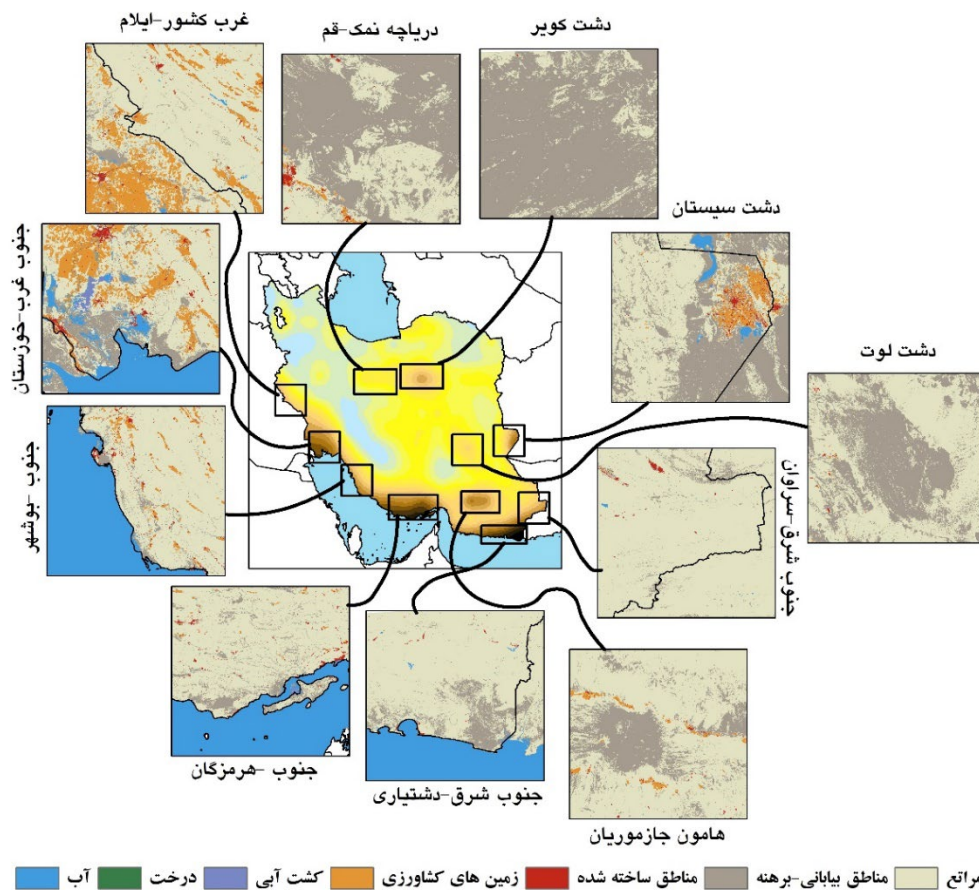 غرب کشور-ایلام
دریاچه نمک-قم
دشت کویر
دشت سیستان
دشت لوت
جنوب غرب-خوزستان
جنوب -بوشهر
جنوب شرق-سراوان
جنوب -هرمزگان
جنوب شرق-دشتیاری
هامون جازموریان
راتع
مناطق بیابانی-برهنه
مناطق ساخته شده
زمین های کشاورزی
کشت آبی
درخت
آب